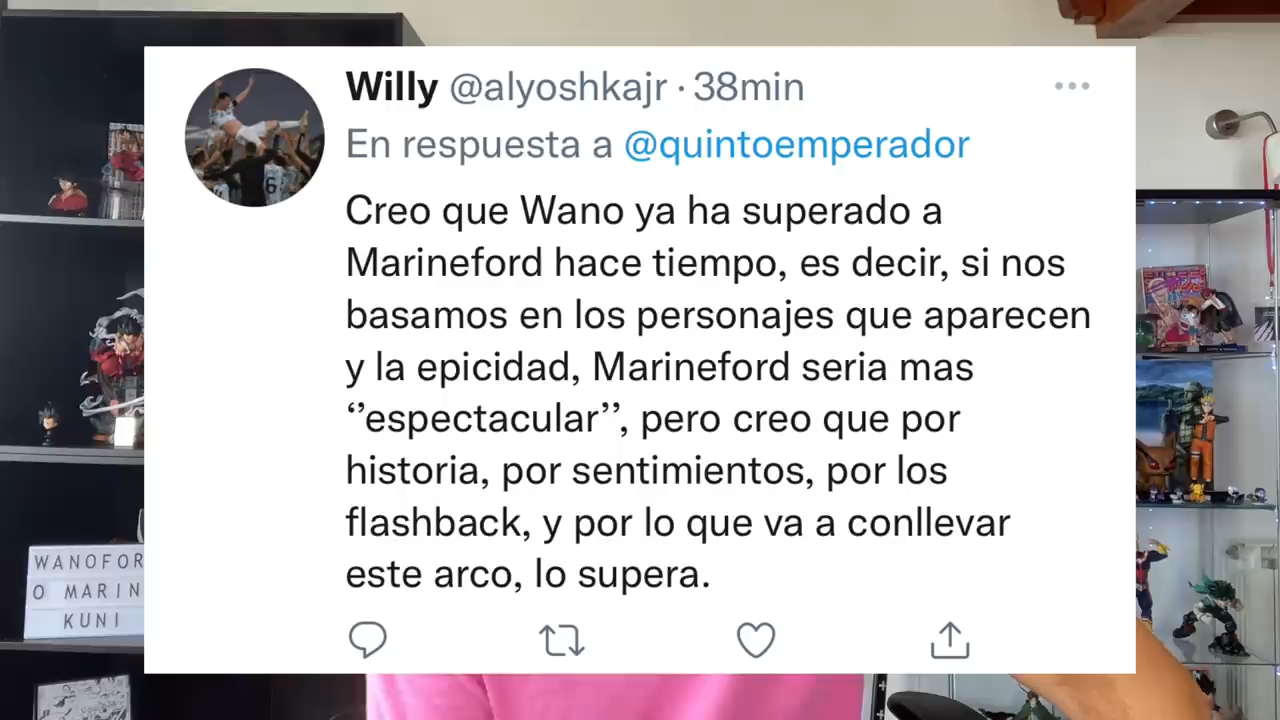 Willy @alyoshkajr · 38min
En respuesta a @quintoemperador
Creo que Wano ya ha superado a
Marineford hace tiempo, es decir, si nos
basamos en los personajes que aparecen
y la epicidad, Marineford seria mas
‘’espectacular’’, pero creo que por
historia, por sentimientos, por los
flashback, y por lo que va a conllevar
este arco, lo supera.
WANOFOR
O MARIN
KUNI
6